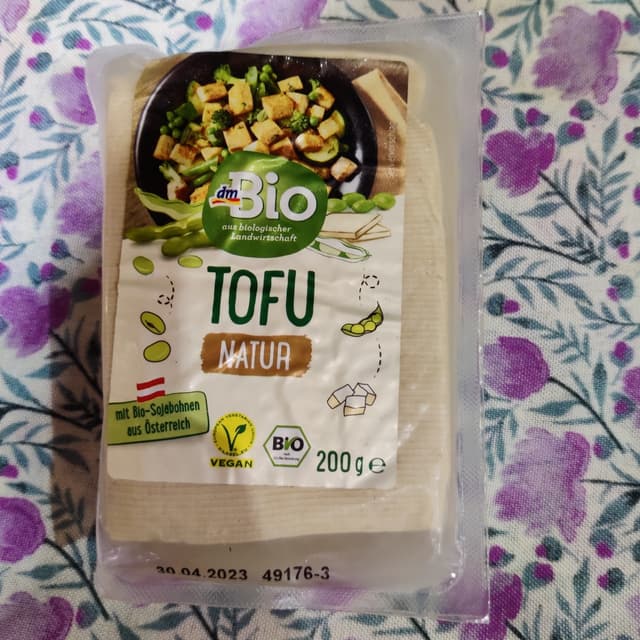 dm
Bio
aus biologischer
Landwirtschaft
TOFU
NATUR
mit Bio-Sojabohnen
aus Österreich
VEGAN
BIO
200 g e
30.04.2023 49176-3